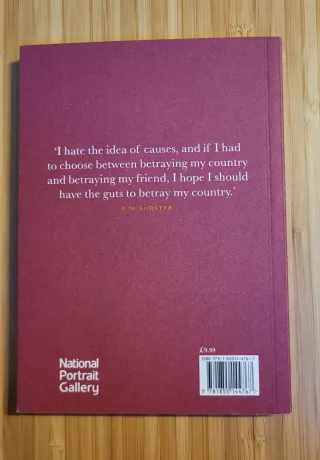 ‘I hate the idea of causes, and if I had
to choose between betraying my country
and betraying my friend, I hope I should
have the guts to betray my country.’
E.M. FORSTER
£9.99
National
Portrait
Gallery